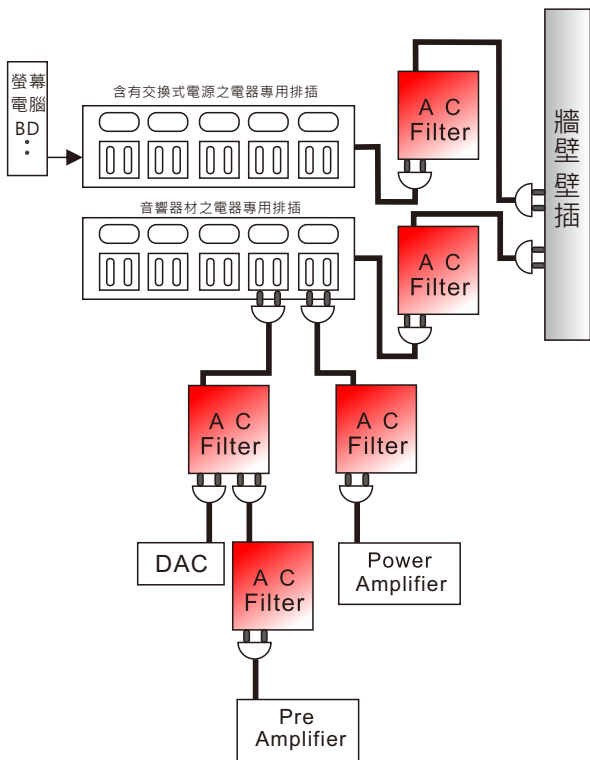 螢幕
電腦
BD
:
含有交換式電源之電器專用排插
A C
Filter
牆壁壁插
音響器材之電器專用排插
A C
Filter
A C
Filter
A C
Filter
DAC
A C
Filter
Power
Amplifier
Pre
Amplifier